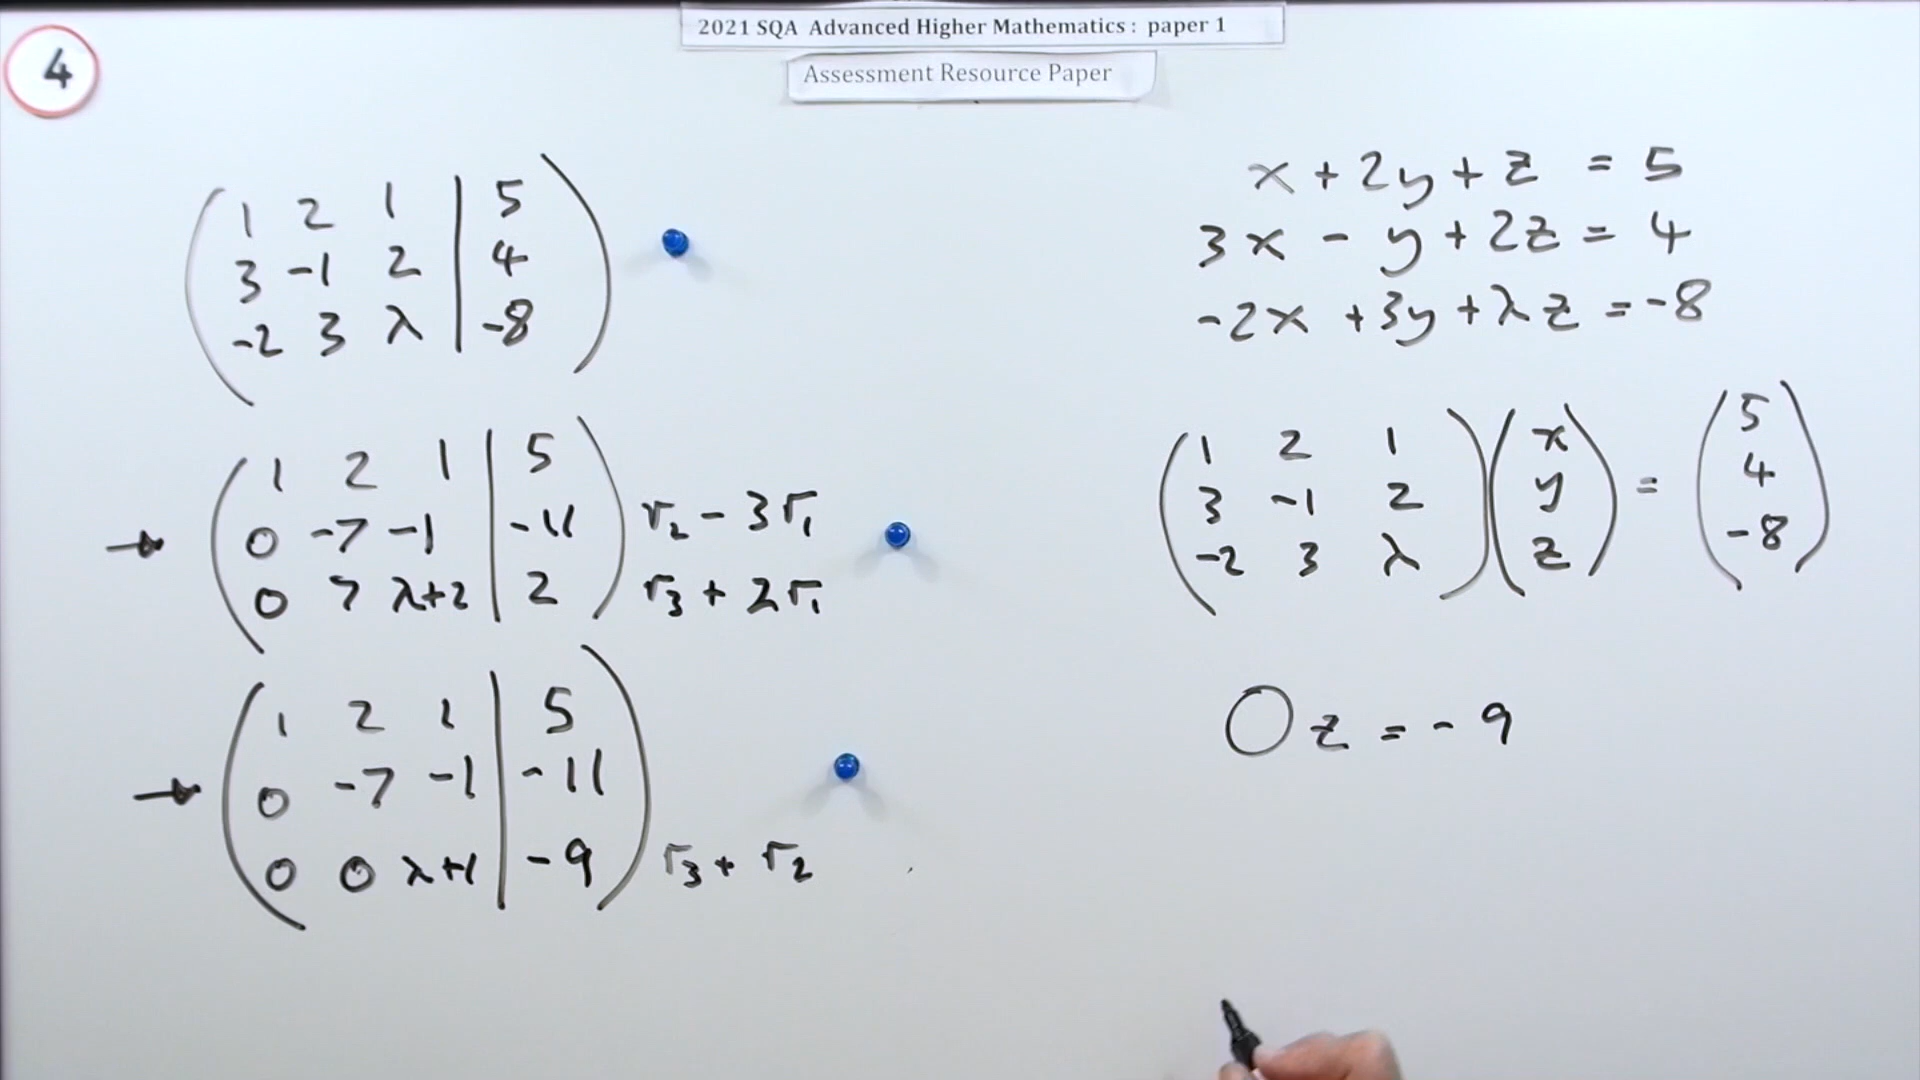 2021 SQA Advanced Higher Mathematics : paper 1
Assessment Resource Paper
4
1 2 1 | 5
3 -1 2 | 4
-2 3 λ | -8
→ 1 2 1 | 5
0 -7 -1 | -11 r₂ - 3r₁
0 7 λ+2 | 2 r₃ + 2r₁
→ 1 2 1 | 5
0 -7 -1 | -11
0 0 λ+1 | -9 r₃ + r₂
x + 2y + z = 5
3x - y + 2z = 4
-2x + 3y + λz = -8
(1 2 1) (x) = (5)
(3 -1 2) (y) (4)
(-2 3 λ) (z) (-8)
0z = -9